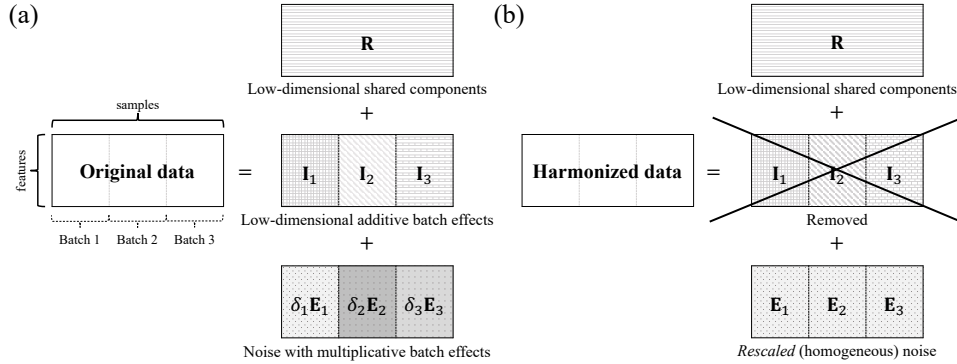 (a)
R
Low-dimensional shared components
+
samples
features
Original data
=
I1 I2 I3
Batch 1 Batch 2 Batch 3
Low-dimensional additive batch effects
+
δ1E1 δ2E2 δ3E3
Noise with multiplicative batch effects
(b)
R
Low-dimensional shared components
+
Harmonized data
=
I1 I2 I3
Removed
+
E1 E2 E3
Rescaled (homogeneous) noise